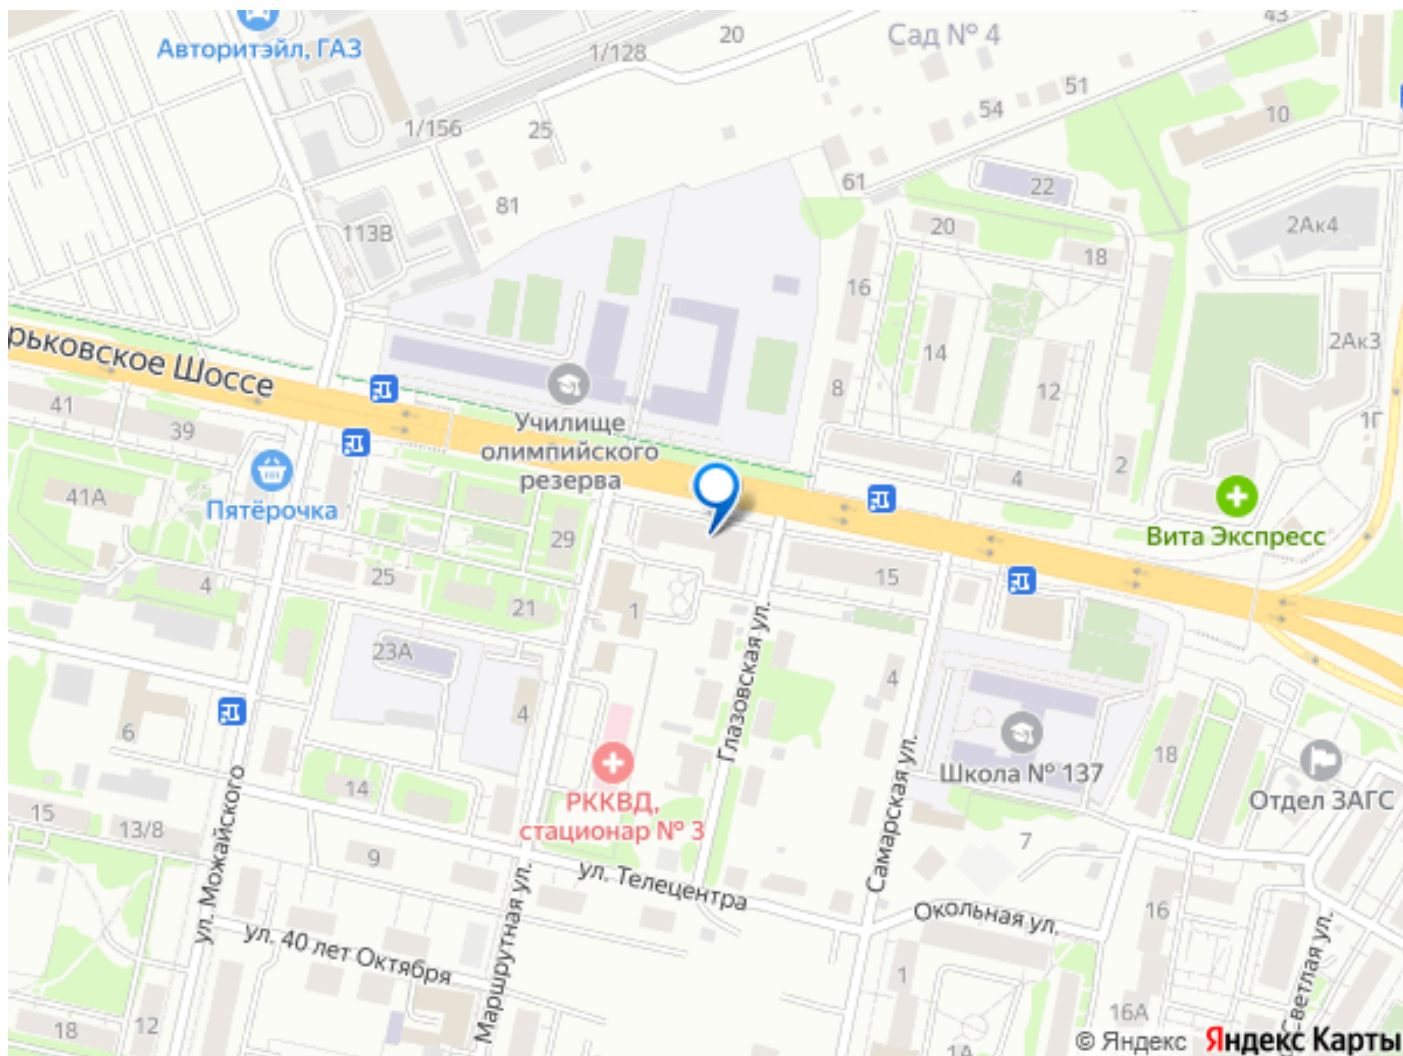 Авторитэйл, ГАЗ
1/128
20
Сад № 4
43
1/156
25
54
51
10
81
61
22
113В
20
18
2Ак4
16
рьковское Шоссе
14
8
12
2Ак3
1Г
41
39
Училище
олимпийского
резерва
41А
Пятёрочка
4
2
Вита Экспресс
29
4
25
21
1
15
23А
4
4
Глазовская ул.
6
Школа № 137
18
Отдел ЗАГС
РККВД,
стационар № 3
14
15
13/8
9
7
ул. Можайского
Маршрутная ул.
ул. Телецентра
Самарская ул.
Окольная ул.
16
ул. 40 лет Октября
Светлая ул.
1
16А
18
12
1А
© Яндекс Яндекс Карты